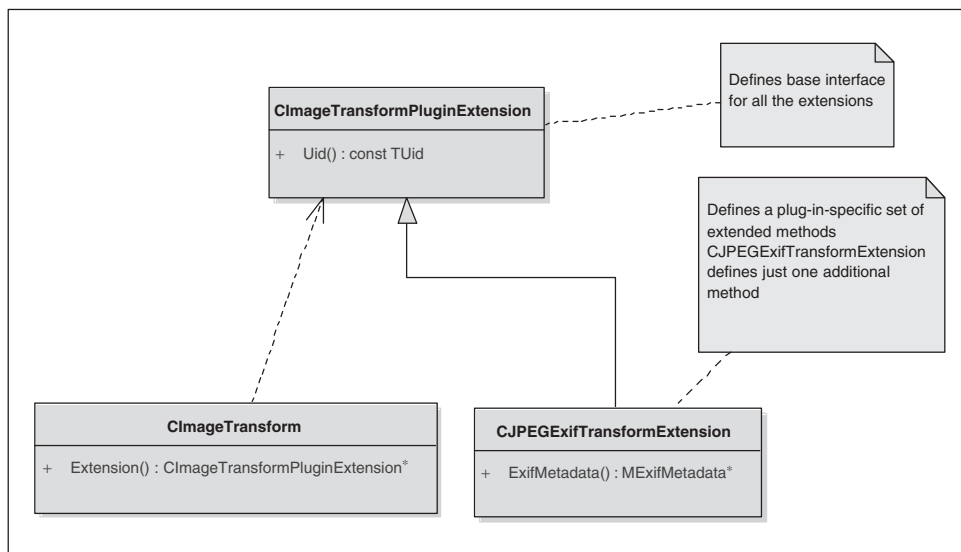 CImageTransformPluginExtension
+ Uid() : const TUid
Defines base interface
for all the extensions
Defines a plug-in-specific set of
extended methods
CJPEGExifTransformExtension
defines just one additional
method
CImageTransform
+ Extension() : CImageTransformPluginExtension*
CJPEGExifTransformExtension
+ ExifMetadata() : MExifMetadata*